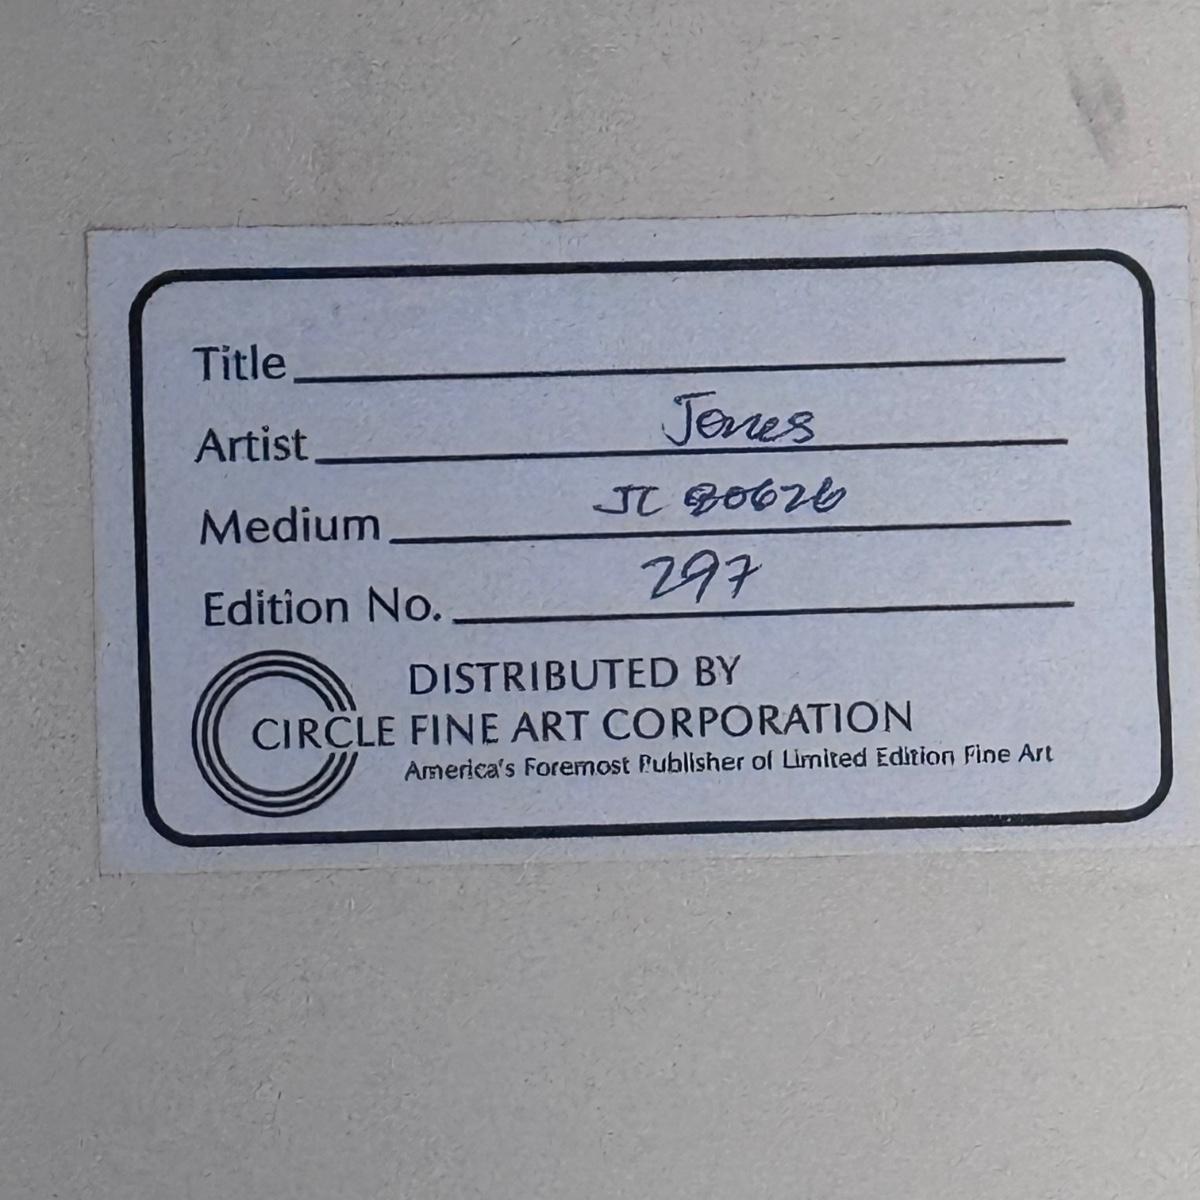 Title
Artist Jones
Medium JC 80626
Edition No. 297
DISTRIBUTED BY
CIRCLE FINE ART CORPORATION
America's Foremost Publisher of Limited Edition Fine Art